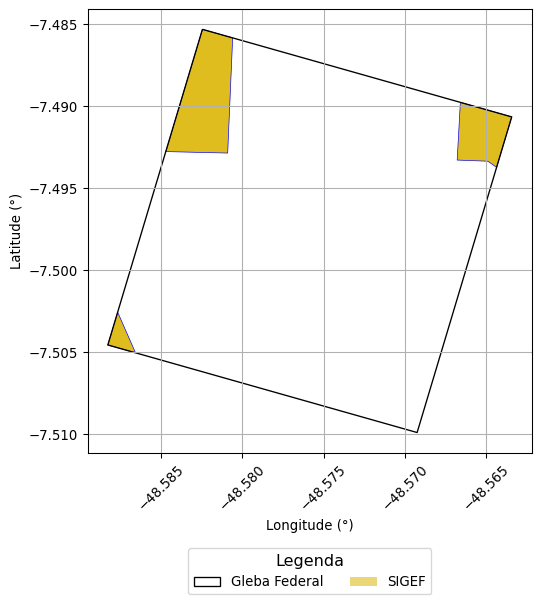 −7.485
−7.490
−7.495
−7.500
−7.505
−7.510
Latitude (°)
−48.585
−48.580
−48.575
−48.570
−48.565
Longitude (°)
Legenda
Gleba Federal
SIGEF